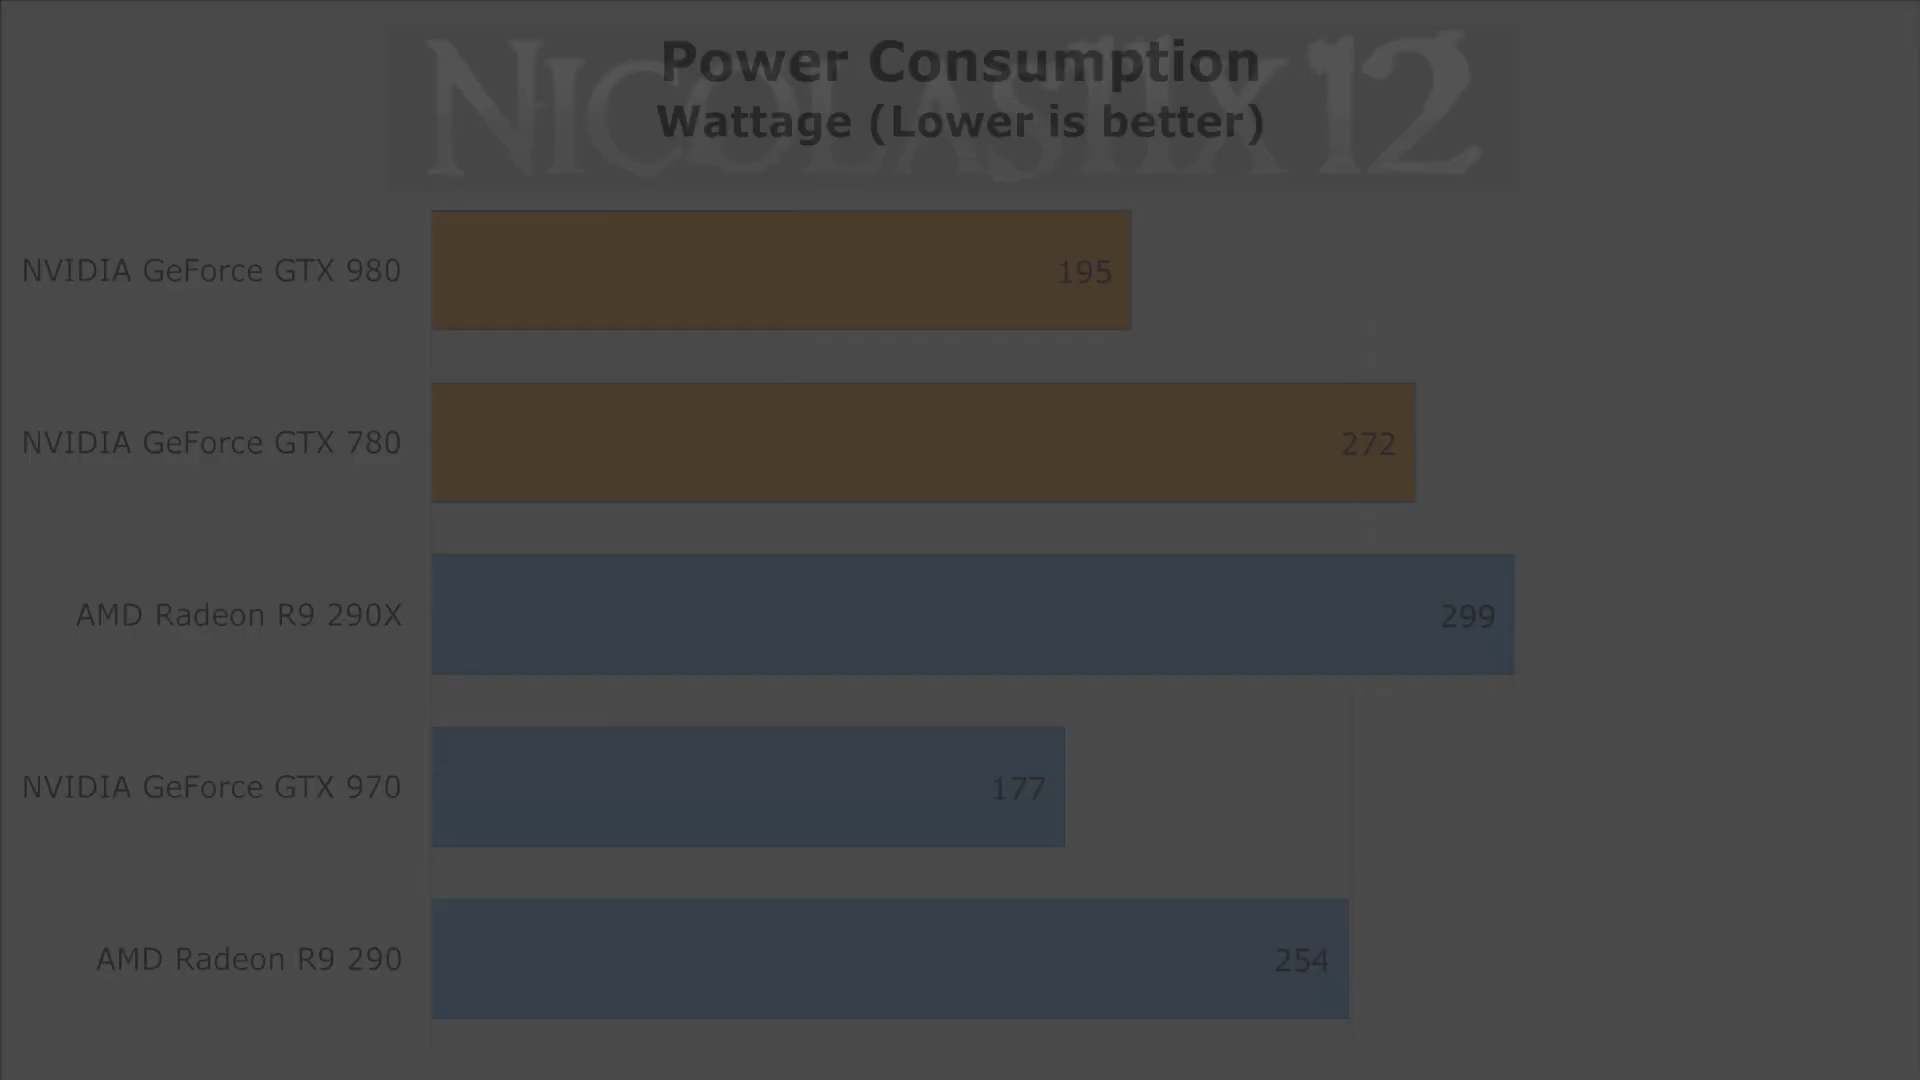 NICOLAS11X12
Power Consumption
Wattage (Lower is better)
NVIDIA GeForce GTX 980
195
NVIDIA GeForce GTX 780
272
AMD Radeon R9 290X
299
NVIDIA GeForce GTX 970
177
AMD Radeon R9 290
254